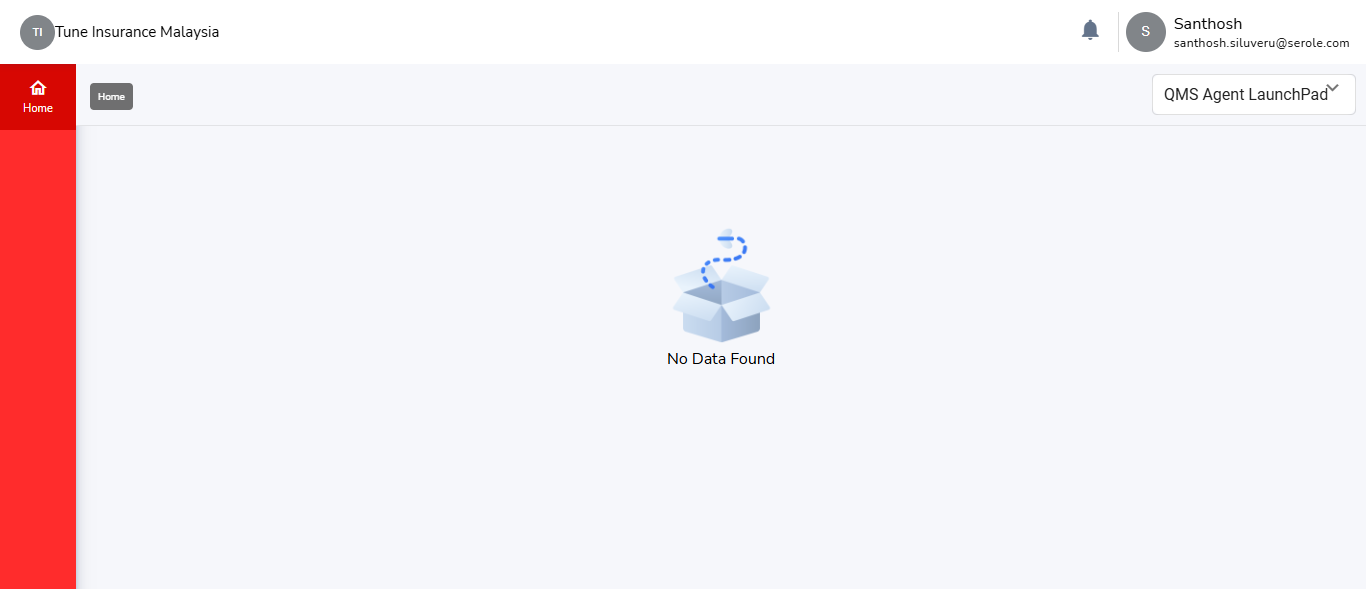 TI
Tune Insurance Malaysia
S
Santhosh
santhosh.siluveru@serole.com
Home
Home
QMS Agent LaunchPad
No Data Found